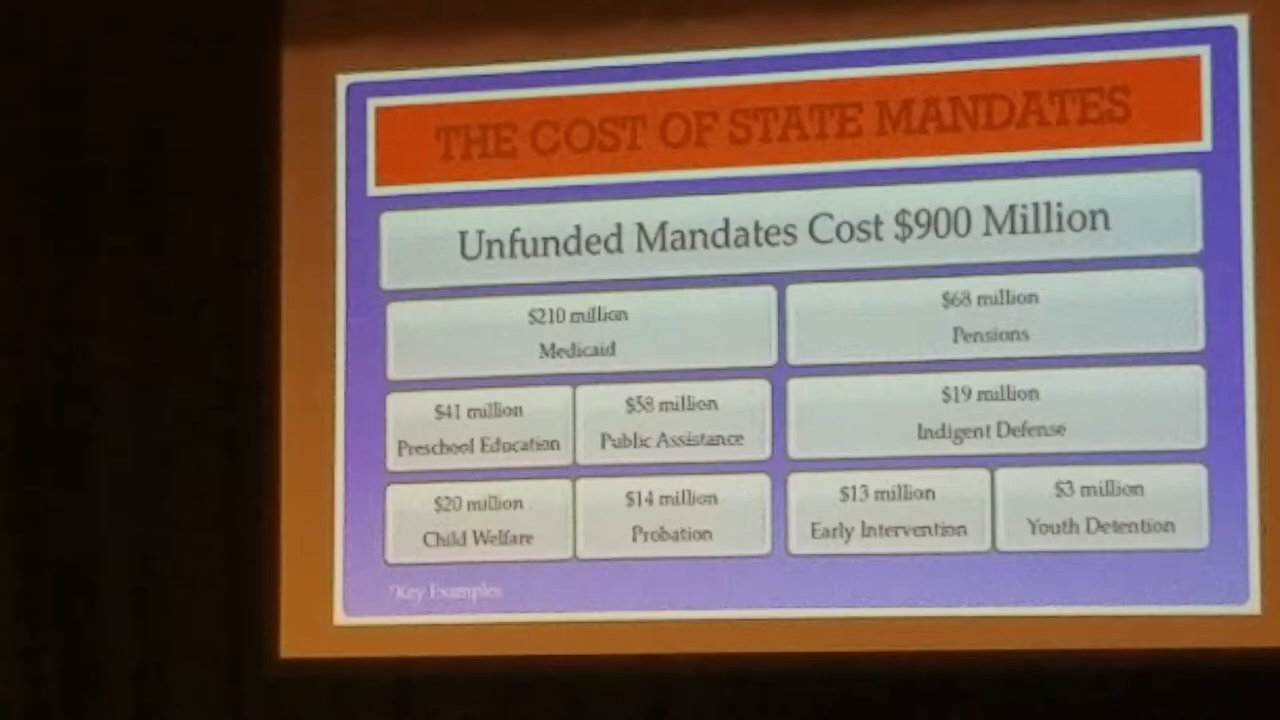 THE COST OF STATE MANDATES
Unfunded Mandates Cost $900 Million
$210 million
Medicaid
$68 million
Pensions
$41 million
Preschool Education
$58 million
Public Assistance
$19 million
Indigent Defense
$20 million
Child Welfare
$14 million
Probation
$13 million
Early Intervention
$3 million
Youth Detention
*Key Examples